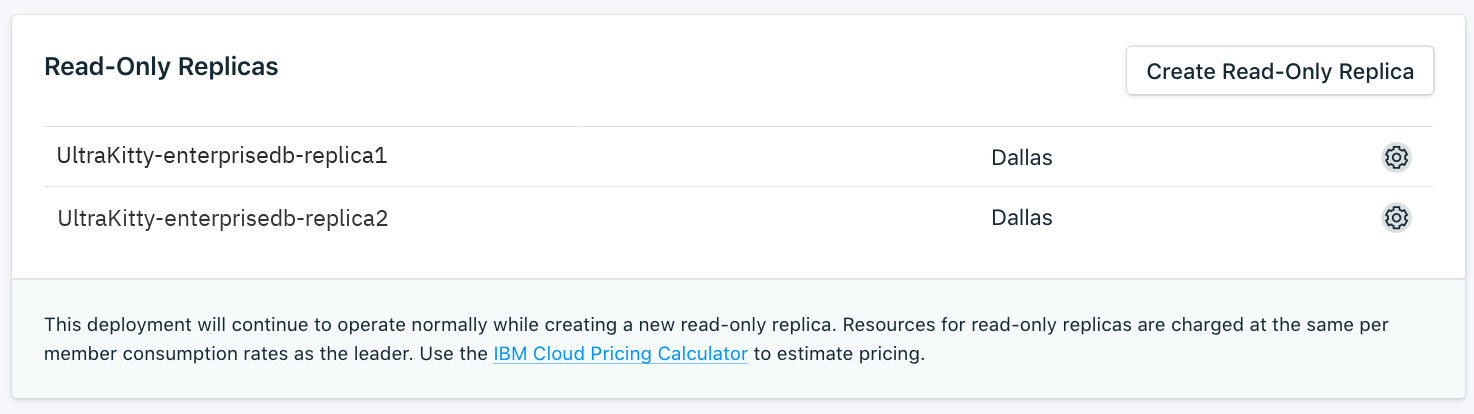 Read-Only Replicas
Create Read-Only Replica
UltraKitty-enterprisedb-replica1 Dallas
UltraKitty-enterprisedb-replica2 Dallas
This deployment will continue to operate normally while creating a new read-only replica. Resources for read-only replicas are charged at the same per
member consumption rates as the leader. Use the IBM Cloud Pricing Calculator to estimate pricing.